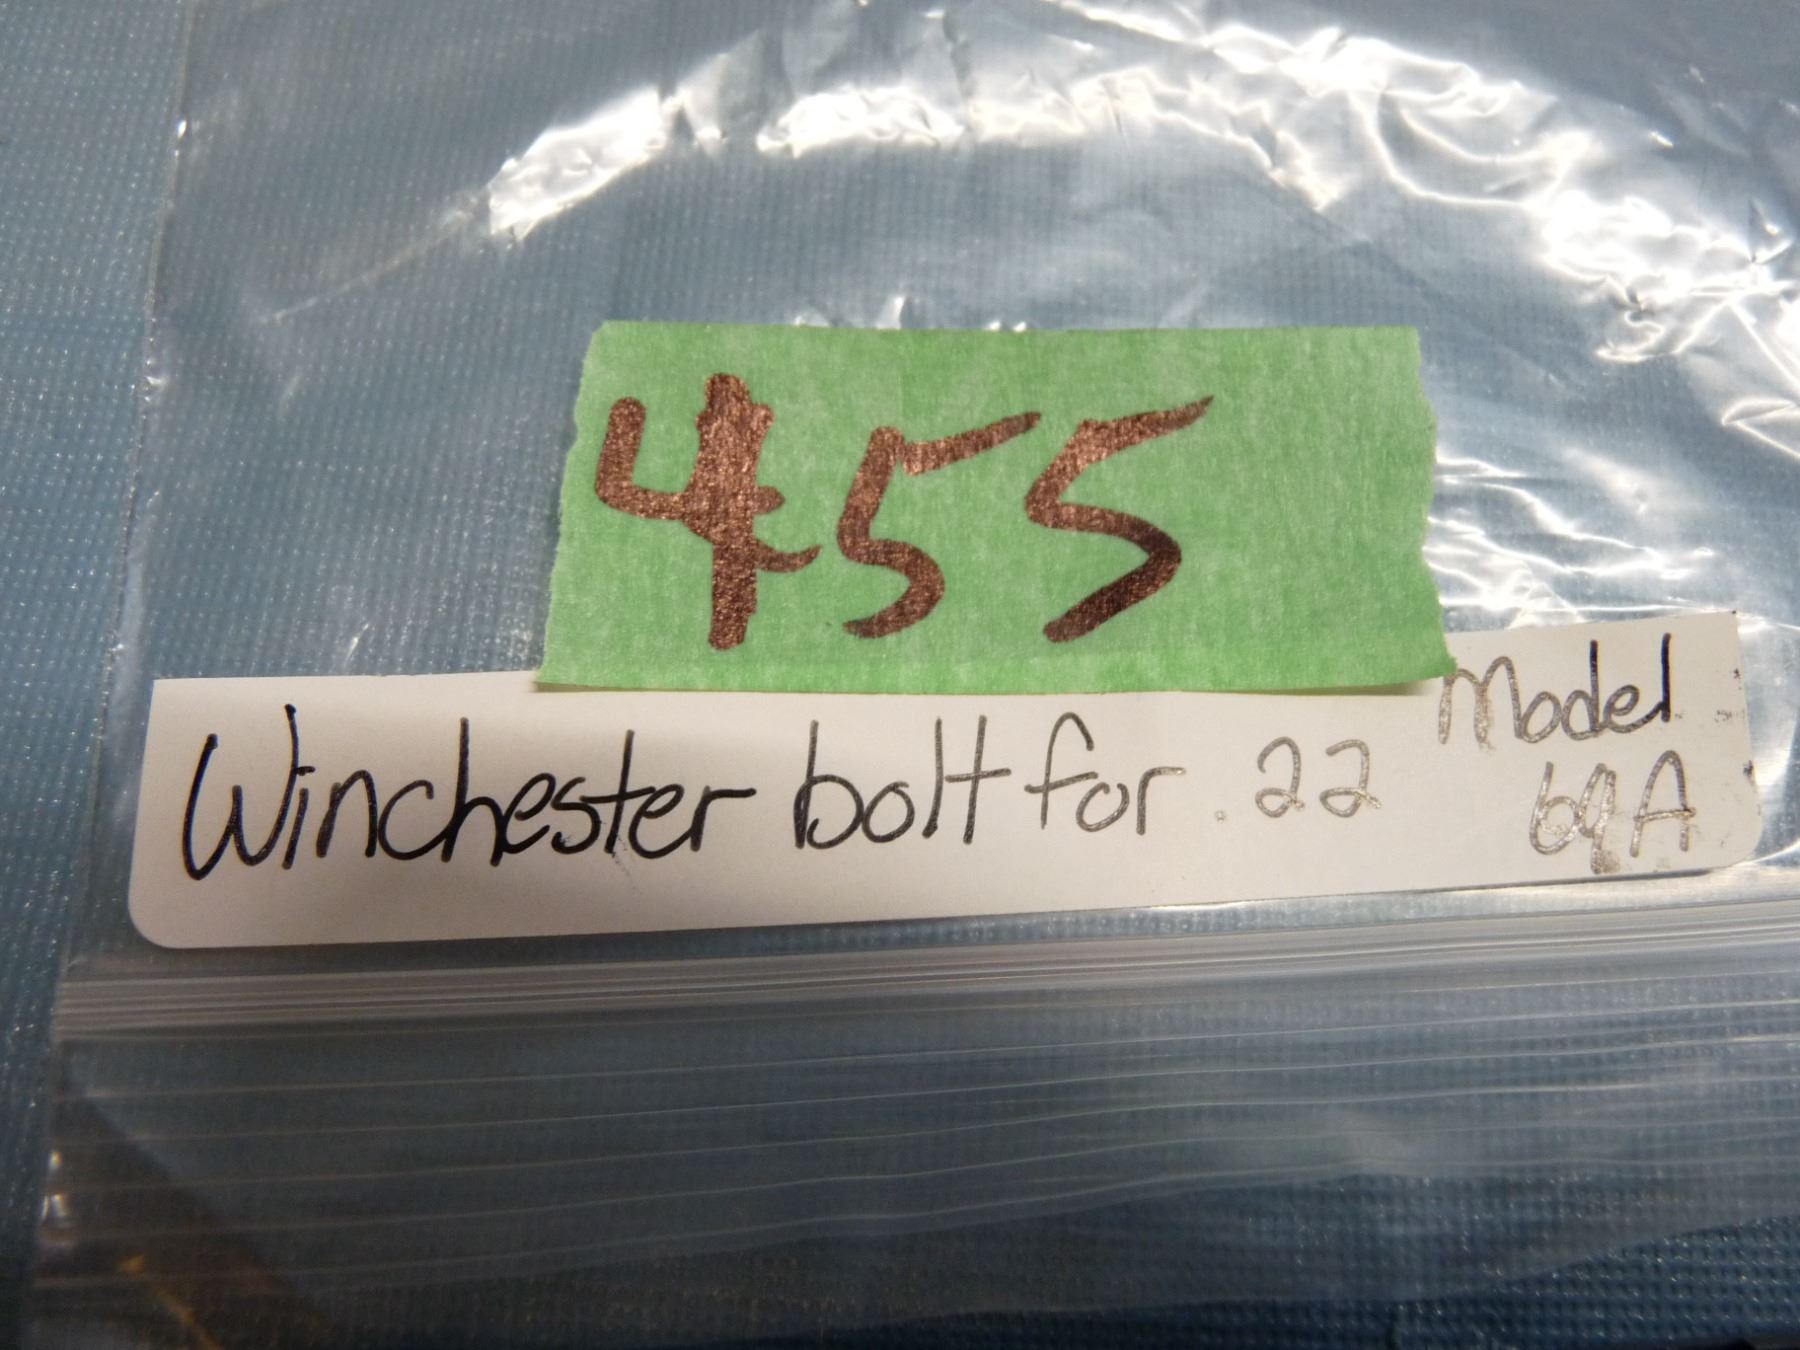 455
Winchester bolt for .22 Model
69A